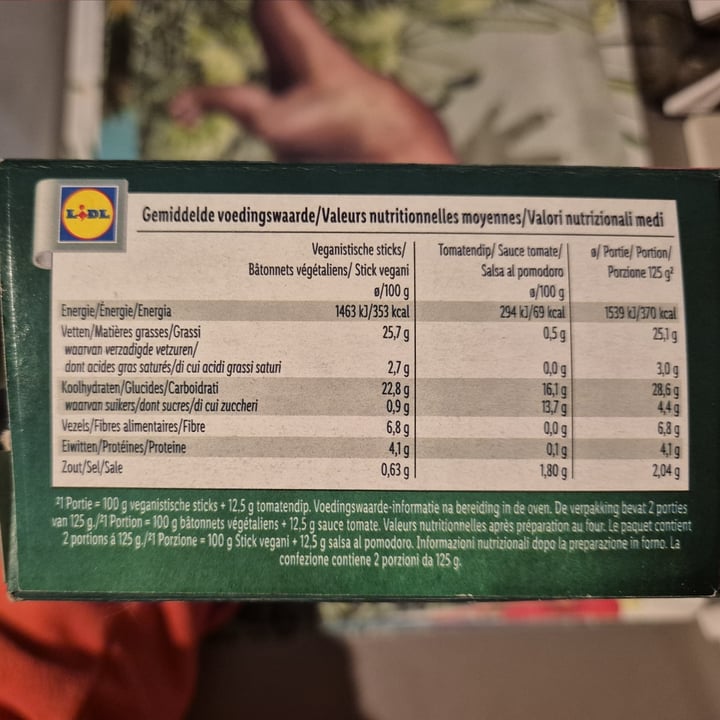 LIDL
Gemiddelde voedingswaarde/Valeurs nutritionnelles moyennes/Valori nutrizionali medi
Veganistische sticks/ Tomatendip/ Sauce tomate/ ø/ Portie/ Portion/
Bâtonnets végétaliens/ Stick vegani Salsa al pomodoro Porzione 125 g²
ø/100 g ø/100 g
Energie/Énergie/Energia 1463 kJ/353 kcal 294 kJ/69 kcal 1539 kJ/370 kcal
Vetten/Matières grasses/Grassi 25,7 g 0,5 g 25,1 g
waarvan verzadigde vetzuren/
dont acides gras saturés/di cui acidi grassi saturi 2,7 g 0,0 g 3,0 g
Koolhydraten/Glucides/Carboidrati 22,8 g 16,1 g 28,6 g
waarvan suikers/dont sucres/di cui zuccheri 0,9 g 13,7 g 4,4 g
Vezels/Fibres alimentaires/Fibre 6,8 g 0,0 g 6,8 g
Eiwitten/Protéines/Proteine 4,1 g 0,1 g 4,1 g
Zout/Sel/Sale 0,63 g 1,80 g 2,04 g
²1 Portie = 100 g veganistische sticks + 12,5 g tomatendip. Voedingswaarde-informatie na bereiding in de oven. De verpakking bevat 2 porties
van 125 g./²1 Portion = 100 g bâtonnets végétaliens + 12,5 g sauce tomate. Valeurs nutritionnelles après préparation au four. Le paquet contient
2 portions à 125 g./²1 Porzione = 100 g Stick vegani + 12,5 g salsa al pomodoro. Informazioni nutrizionali dopo la preparazione in forno. La
confezione contiene 2 porzioni da 125 g.